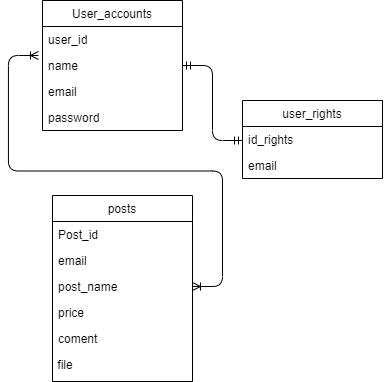 User_accounts
user_id
name
email
password
user_rights
id_rights
email
posts
Post_id
email
post_name
price
coment
file